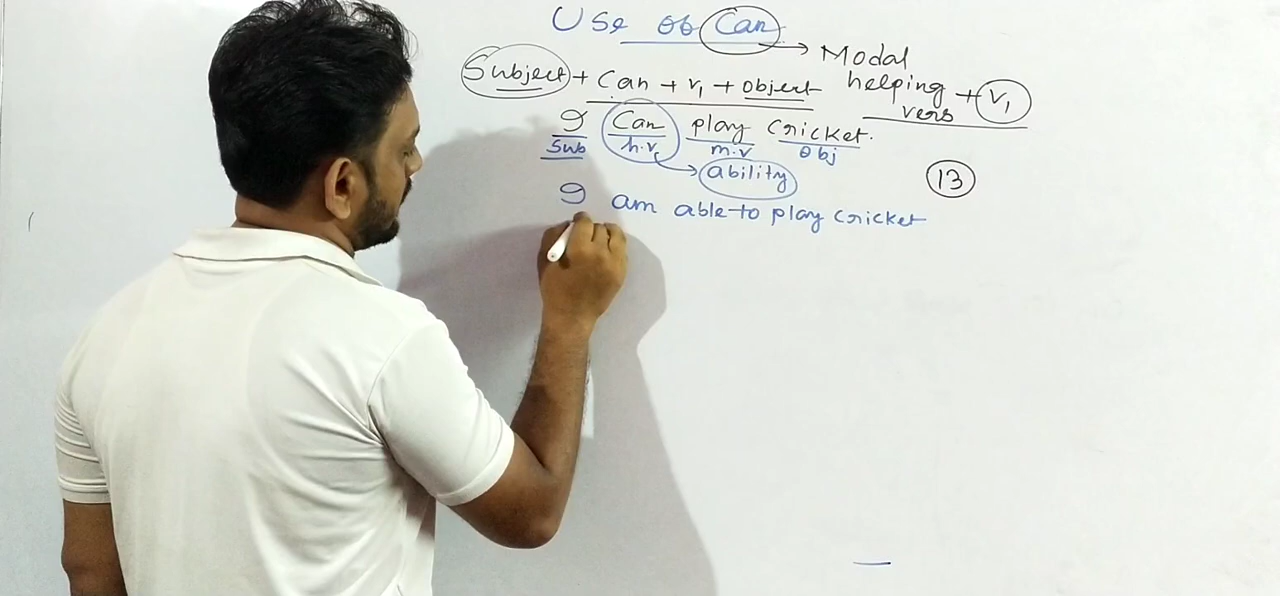 Use of Can → Modal helping vers + V₁
Subject + Can + V₁ + object
I Can play cricket.
Sub h.v m.v obj
→ ability
13
I am able to play cricket